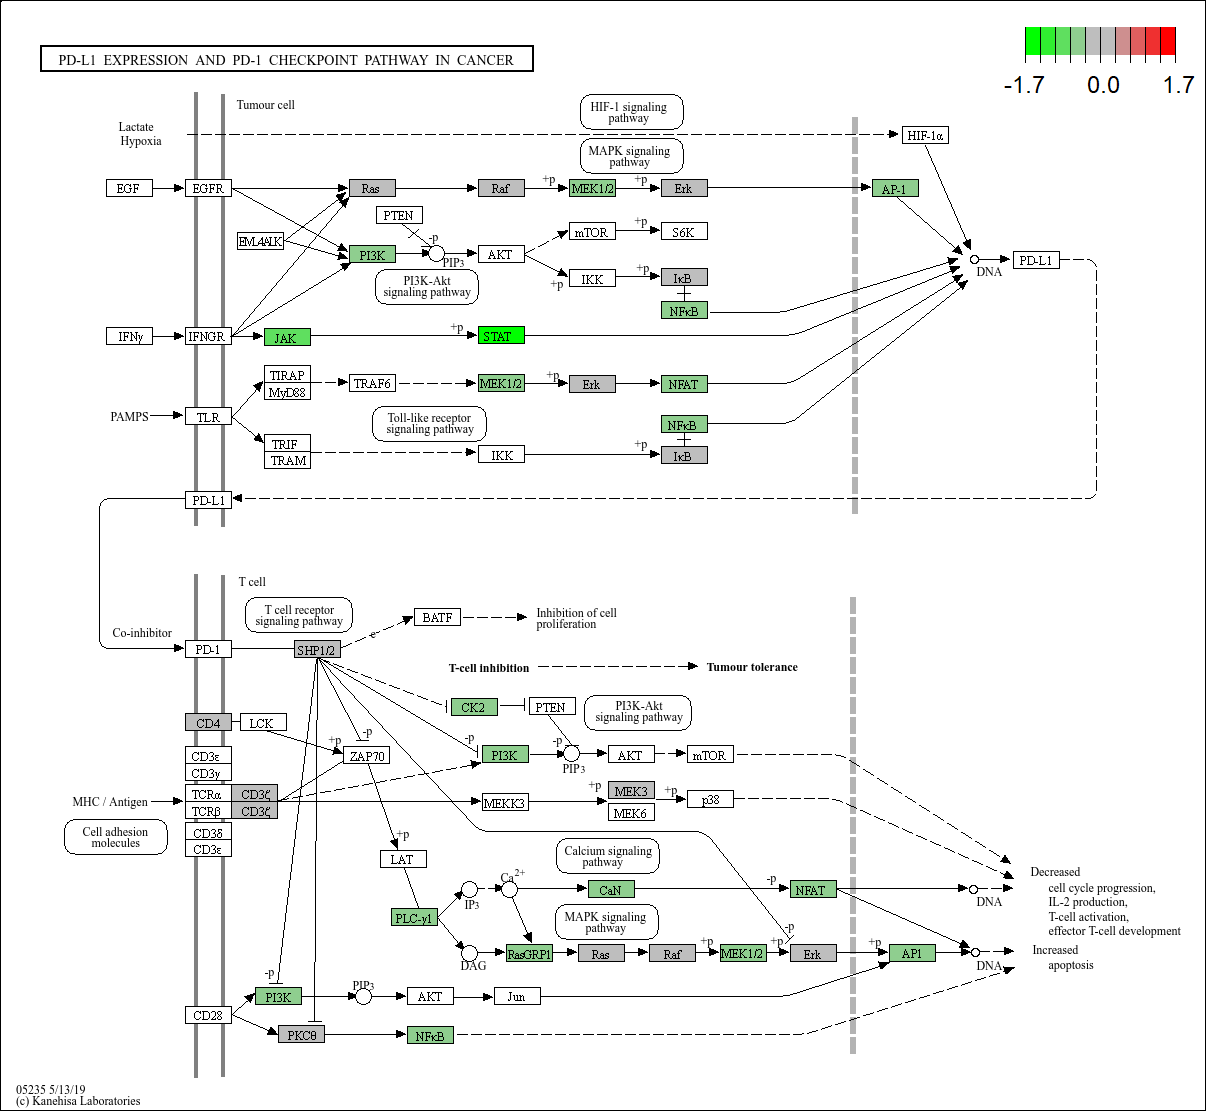 PD-L1 EXPRESSION AND PD-1 CHECKPOINT PATHWAY IN CANCER
-1.7 0.0 1.7
Tumour cell
Lactate
Hypoxia
HIF-1 signaling
pathway
HIF-1α
MAPK signaling
pathway
EGF EGFR Ras Raf +p MEK1/2 +p Erk AP-1
PTEN
EML4ALK -p mTOR +p S6K
PI3K PIP3 AKT
DNA PD-L1
PI3K-Akt
signaling pathway
+p IKK +p IκB
NFκB
IFNγ IFNGR JAK +p STAT
TIRAP
MyD88
TRAF6 MEK1/2 +p Erk NFAT
PAMPS TLR
Toll-like receptor
signaling pathway
NFκB
TRIF
TRAM
IKK +p IκB
PD-L1
T cell
T cell receptor
signaling pathway
BATF
Inhibition of cell
proliferation
e
Co-inhibitor
PD-1 SHP1/2
T-cell inhibition Tumour tolerance
CK2 PTEN
PI3K-Akt
signaling pathway
CD4 LCK
+p -p ZAP70
-p PI3K -p PIP3 AKT mTOR
CD3ε
CD3γ
MHC / Antigen
TCRα CD3ζ
TCRβ CD3ζ
MEKK3 +p MEK3 +p p38
MEK6
Cell adhesion
molecules
CD3δ
CD3ε
+p
LAT
Calcium signaling
pathway
Ca2+
IP3 CaN -p NFAT DNA
PLC-γ1
MAPK signaling
pathway
DAG RasGRP1 Ras Raf +p MEK1/2 +p -p Erk +p AP1 DNA
Decreased
cell cycle progression,
IL-2 production,
T-cell activation,
effector T-cell development
Increased
apoptosis
-p PI3K PIP3 AKT Jun
CD28
PKCθ NFκB
05235 5/13/19
(c) Kanehisa Laboratories